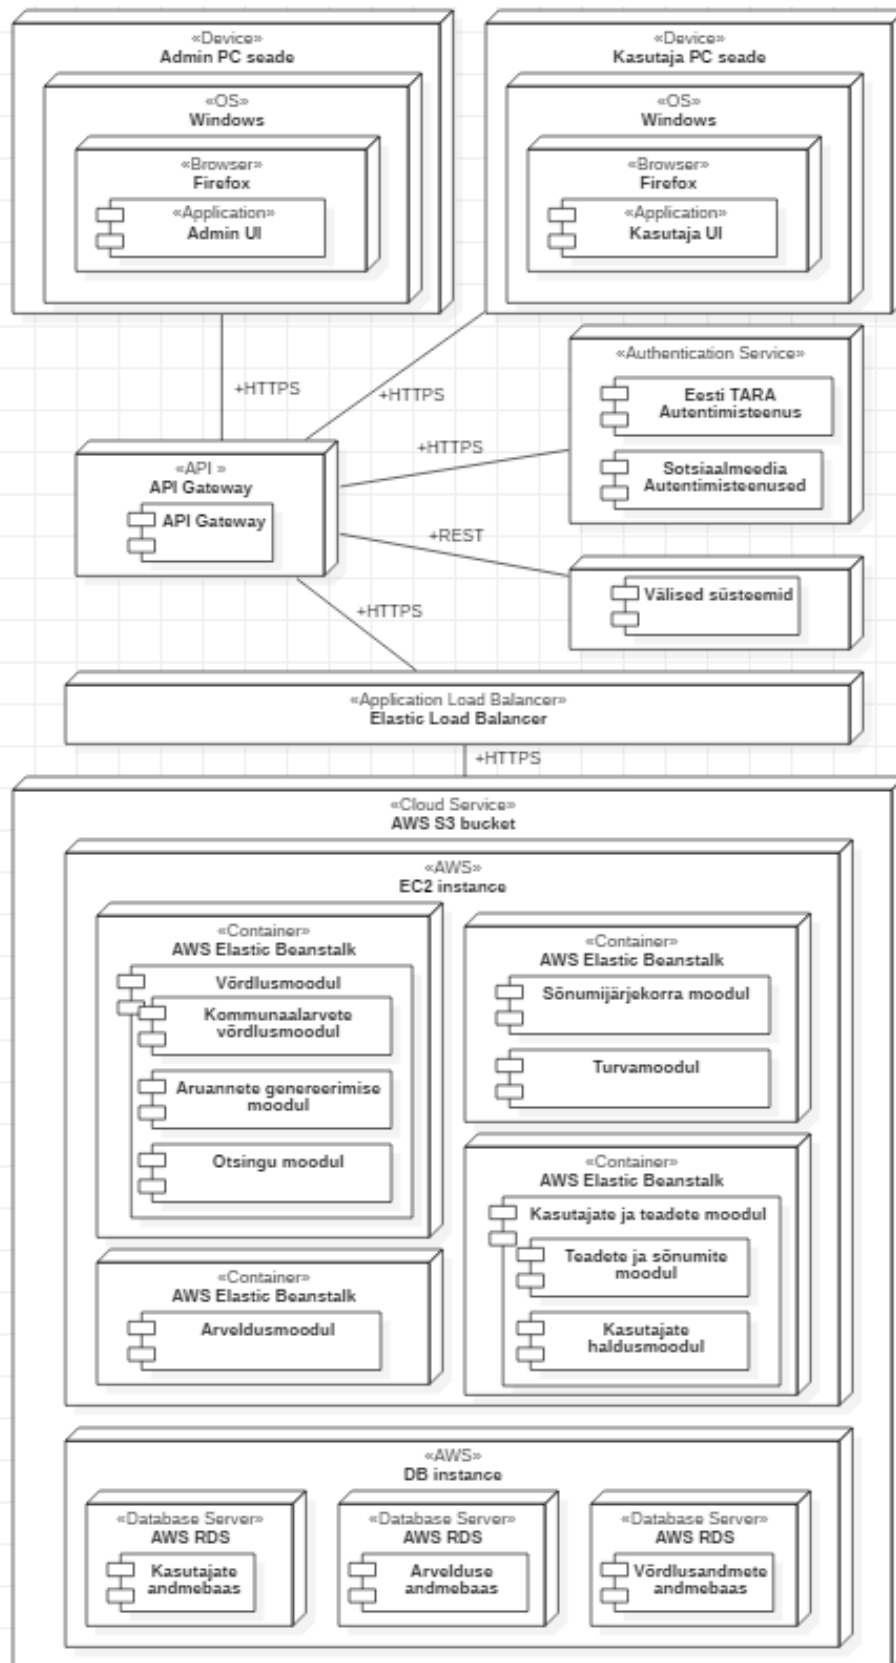 «Device»
Admin PC seade
«OS»
Windows
«Browser»
Firefox
«Application»
Admin UI
«Device»
Kasutaja PC seade
«OS»
Windows
«Browser»
Firefox
«Application»
Kasutaja UI
+HTTPS
+HTTPS
«Authentication Service»
Eesti TARA
Autentimisteenus
Sotsiaalmeedia
Autentimisteenused
+HTTPS
«API »
API Gateway
API Gateway
+REST
Välised süsteemid
+HTTPS
«Application Load Balancer»
Elastic Load Balancer
+HTTPS
«Cloud Service»
AWS S3 bucket
«AWS»
EC2 instance
«Container»
AWS Elastic Beanstalk
Võrdlusmoodul
Kommunaalarvete
võrdlusmoodul
Aruannete genereerimise
moodul
Otsingu moodul
«Container»
AWS Elastic Beanstalk
Sõnumijärjekorra moodul
Turvamoodul
«Container»
AWS Elastic Beanstalk
Kasutajate ja teadete moodul
Teadete ja sõnumite
moodul
Kasutajate
haldusmoodul
«Container»
AWS Elastic Beanstalk
Arveldusmoodul
«AWS»
DB instance
«Database Server»
AWS RDS
Kasutajate
andmebaas
«Database Server»
AWS RDS
Arvelduse
andmebaas
«Database Server»
AWS RDS
Võrdlusandmete
andmebaas